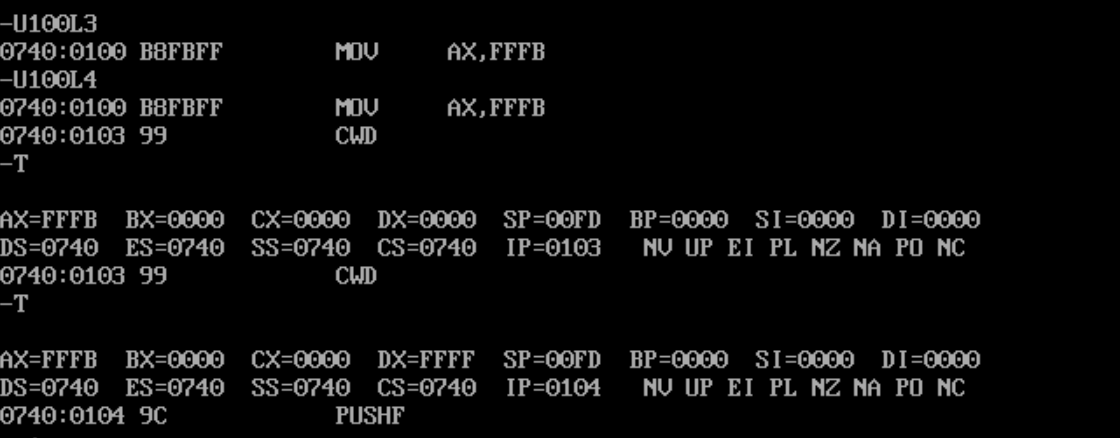 -U100L3
0740:0100 B8FBFF        MOV     AX,FFFB
-U100L4
0740:0100 B8FBFF        MOV     AX,FFFB
0740:0103 99            CWD
-T
AX=FFFB  BX=0000  CX=0000  DX=0000  SP=00FD  BP=0000  SI=0000  DI=0000
DS=0740  ES=0740  SS=0740  CS=0740  IP=0103   NV UP EI PL NZ NA PO NC
0740:0103 99            CWD
-T
AX=FFFB  BX=0000  CX=0000  DX=FFFF  SP=00FD  BP=0000  SI=0000  DI=0000
DS=0740  ES=0740  SS=0740  CS=0740  IP=0104   NV UP EI PL NZ NA PO NC
0740:0104 9C            PUSHF